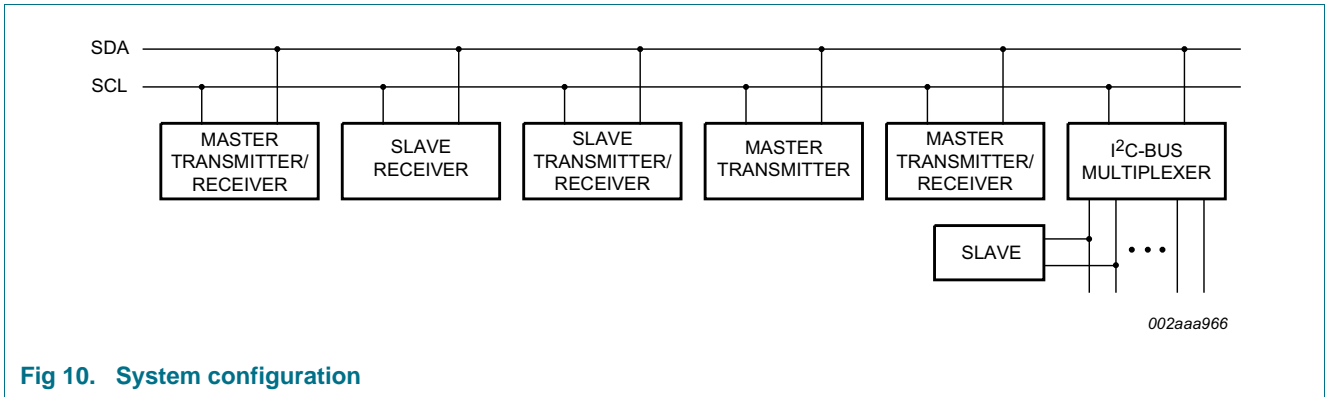 SDA
SCL
MASTER
TRANSMITTER/
RECEIVER
SLAVE
RECEIVER
SLAVE
TRANSMITTER/
RECEIVER
MASTER
TRANSMITTER
MASTER
TRANSMITTER/
RECEIVER
I²C-BUS
MULTIPLEXER
SLAVE
002aaa966
Fig 10. System configuration